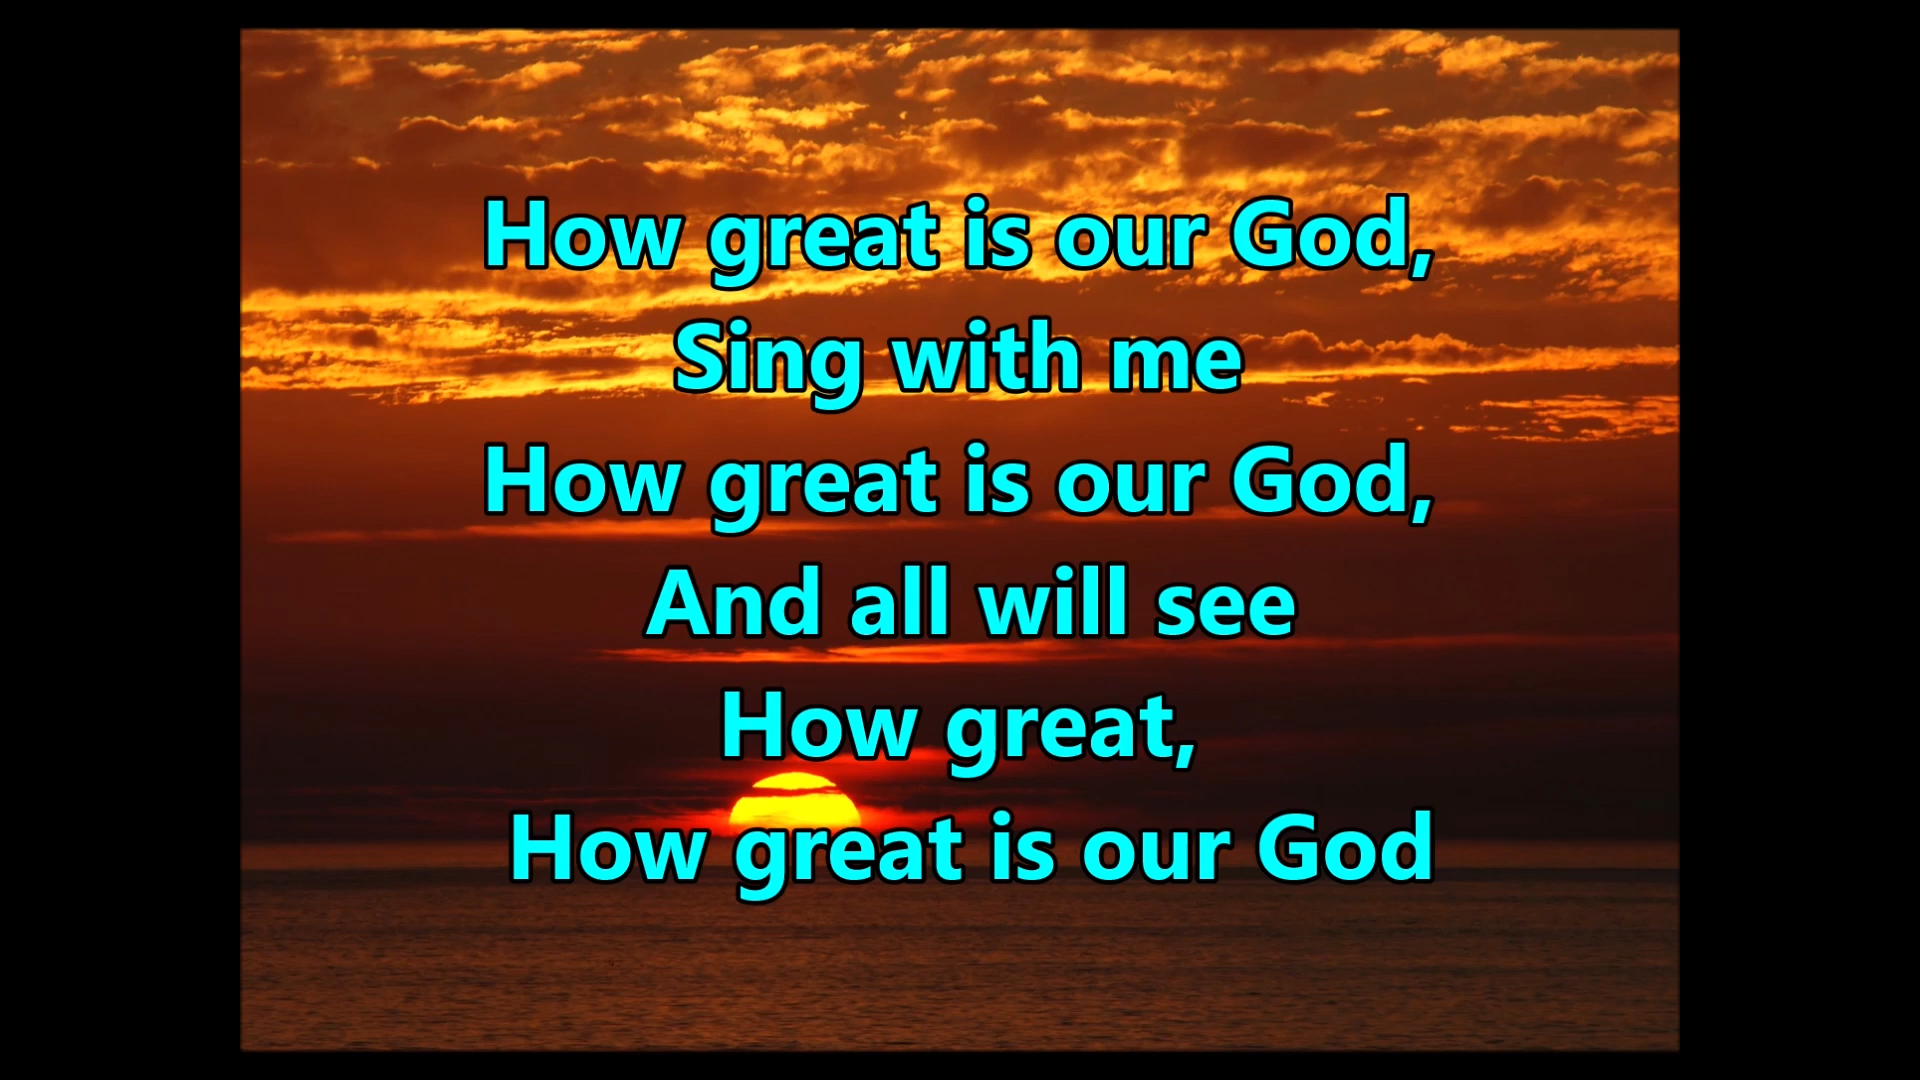 How great is our God,
Sing with me
How great is our God,
And all will see
How great,
How great is our God